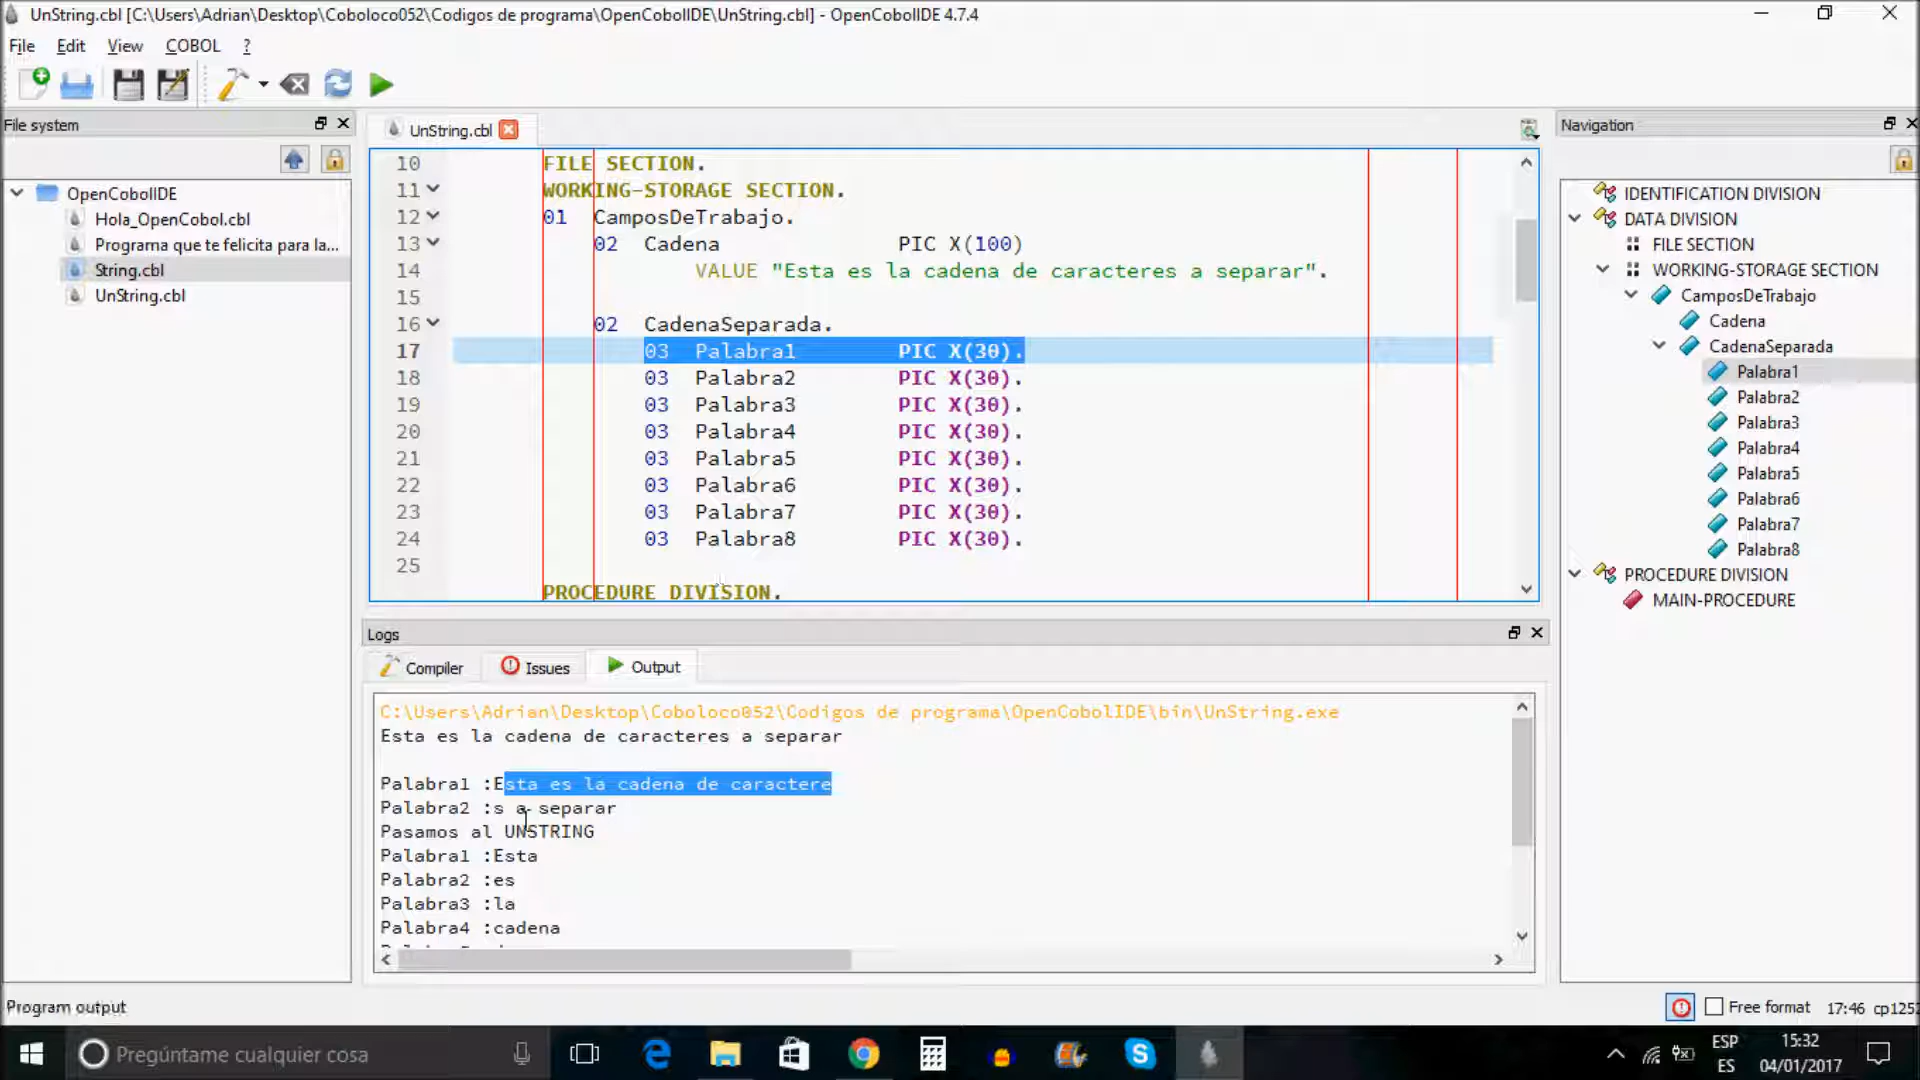 UnString.cbl [C:\Users\Adrian\Desktop\Coboloco052\Codigos de programa\OpenCobolIDE\UnString.cbl] - OpenCobolIDE 4.7.4
File Edit View COBOL ?
File system
OpenCobolIDE
Hola_OpenCobol.cbl
Programa que te felicita para la...
String.cbl
UnString.cbl
UnString.cbl
10 FILE SECTION.
11 WORKING-STORAGE SECTION.
12 01 CamposDeTrabajo.
13 02 Cadena PIC X(100)
14 VALUE "Esta es la cadena de caracteres a separar".
15
16 02 CadenaSeparada.
17 03 Palabra1 PIC X(30).
18 03 Palabra2 PIC X(30).
19 03 Palabra3 PIC X(30).
20 03 Palabra4 PIC X(30).
21 03 Palabra5 PIC X(30).
22 03 Palabra6 PIC X(30).
23 03 Palabra7 PIC X(30).
24 03 Palabra8 PIC X(30).
25
PROCEDURE DIVISION.
Logs
Compiler Issues Output
C:\Users\Adrian\Desktop\Coboloco052\Codigos de programa\OpenCobolIDE\bin\UnString.exe
Esta es la cadena de caracteres a separar
Palabra1 :Esta es la cadena de caractere
Palabra2 :s a separar
Pasamos al UNSTRING
Palabra1 :Esta
Palabra2 :es
Palabra3 :la
Palabra4 :cadena
Navigation
IDENTIFICATION DIVISION
DATA DIVISION
FILE SECTION
WORKING-STORAGE SECTION
CamposDeTrabajo
Cadena
CadenaSeparada
Palabra1
Palabra2
Palabra3
Palabra4
Palabra5
Palabra6
Palabra7
Palabra8
PROCEDURE DIVISION
MAIN-PROCEDURE
Program output
Free format 17:46 cp1252
Pregúntame cualquier cosa
ESP
ES
15:32
04/01/2017